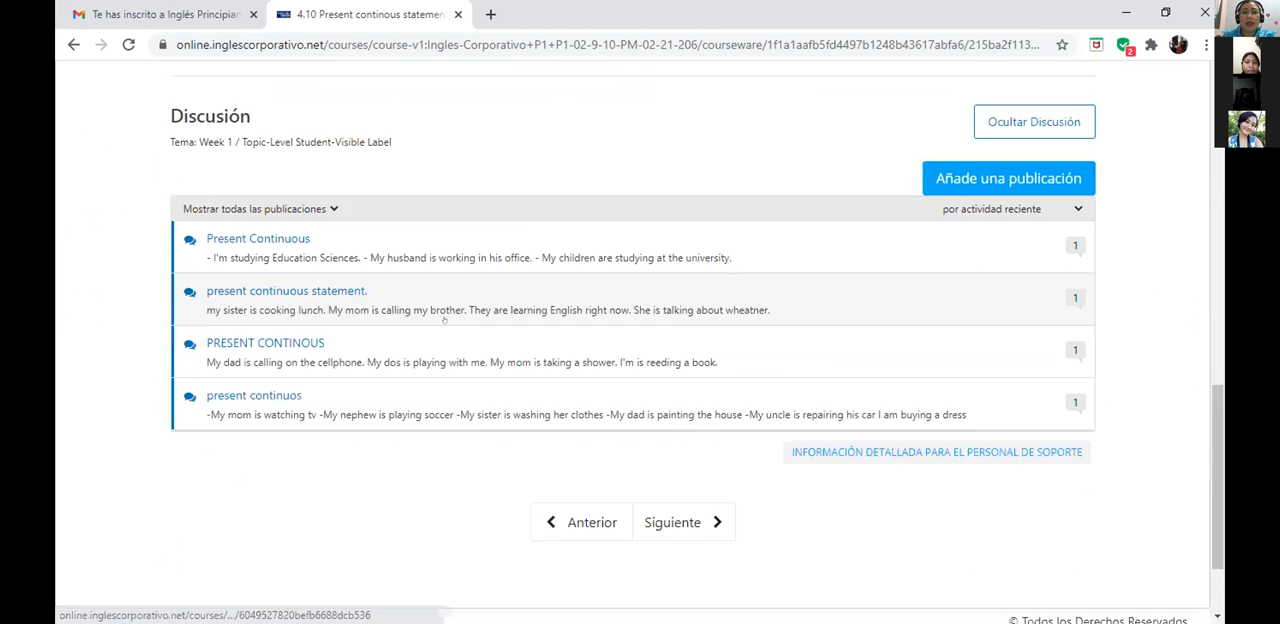 Te has inscrito a Inglés Principian
4.10 Present continous statemen
online.inglescorporativo.net/courses/course-v1:Ingles-Corporativo+P1+P1-02-9-10-PM-02-21-206/courseware/1f1a1aafb5fd4497b1248b43617abfa6/215ba2f113...
2
Discusión
Ocultar Discusión
Tema: Week 1 / Topic-Level Student-Visible Label
Añade una publicación
Mostrar todas las publicaciones
por actividad reciente
Present Continuous
1
- I'm studying Education Sciences. - My husband is working in his office. - My children are studying at the university.
present continuous statement.
1
my sister is cooking lunch. My mom is calling my brother. They are learning English right now. She is talking about wheatner.
PRESENT CONTINOUS
1
My dad is calling on the cellphone. My dos is playing with me. My mom is taking a shower. I'm is reeding a book.
present continuos
1
-My mom is watching tv -My nephew is playing soccer -My sister is washing her clothes -My dad is painting the house -My uncle is repairing his car I am buying a dress
INFORMACIÓN DETALLADA PARA EL PERSONAL DE SOPORTE
Anterior
Siguiente
online.inglescorporativo.net/courses/.../6049527820befb6688dcb536
© Todos los Derechos Reservados